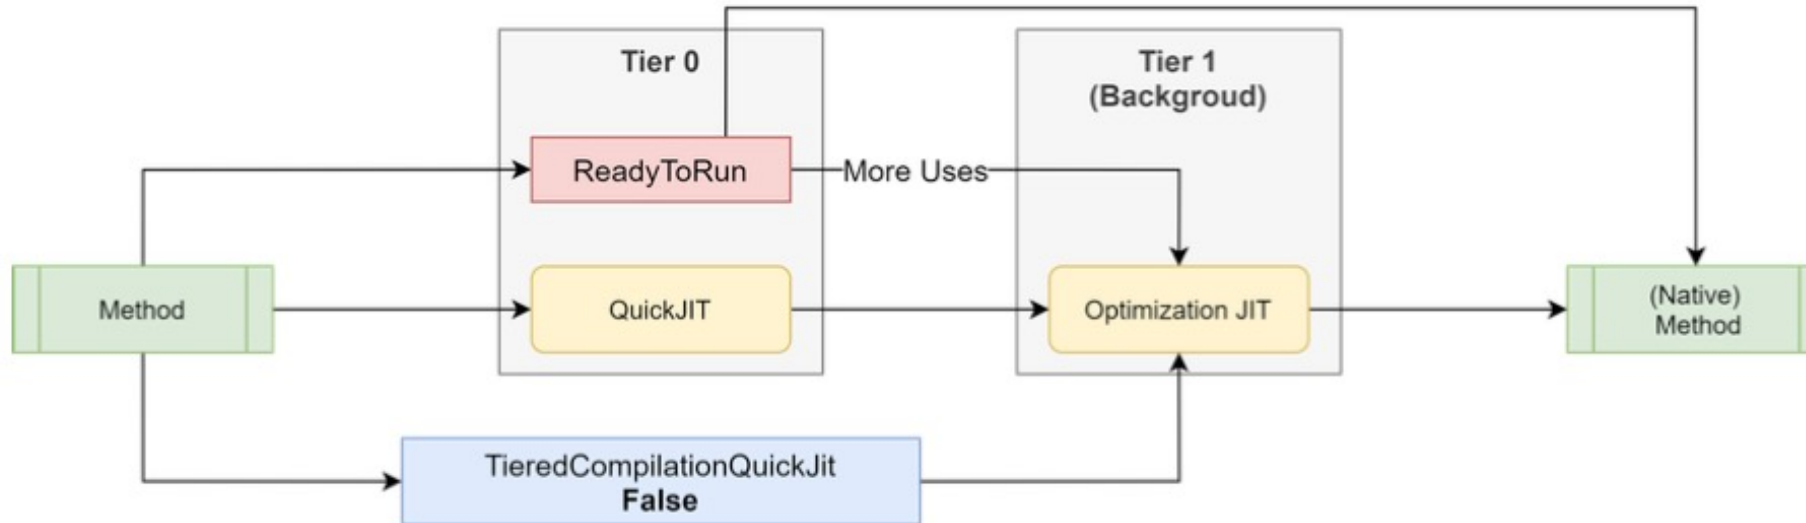 Tier 0
Tier 1
(Backgroud)
ReadyToRun
More Uses
Method
QuickJIT
Optimization JIT
(Native)
Method
TieredCompilationQuickJit
False